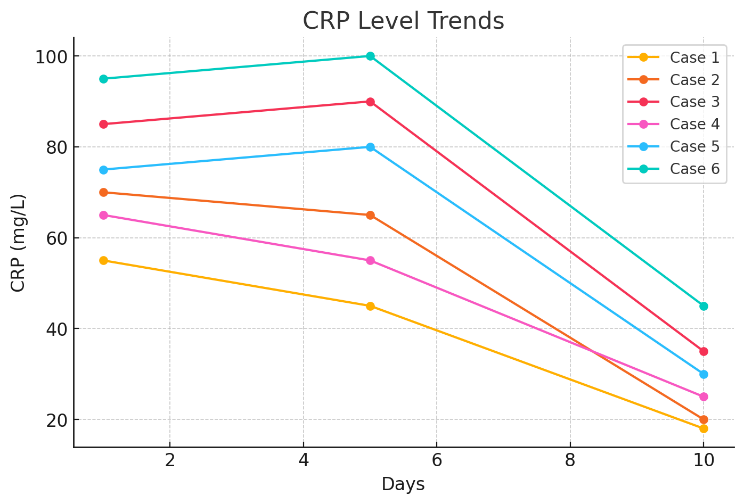 CRP Level Trends
100
80
60
40
20
CRP (mg/L)
2
4
6
8
10
Days
Case 1
Case 2
Case 3
Case 4
Case 5
Case 6